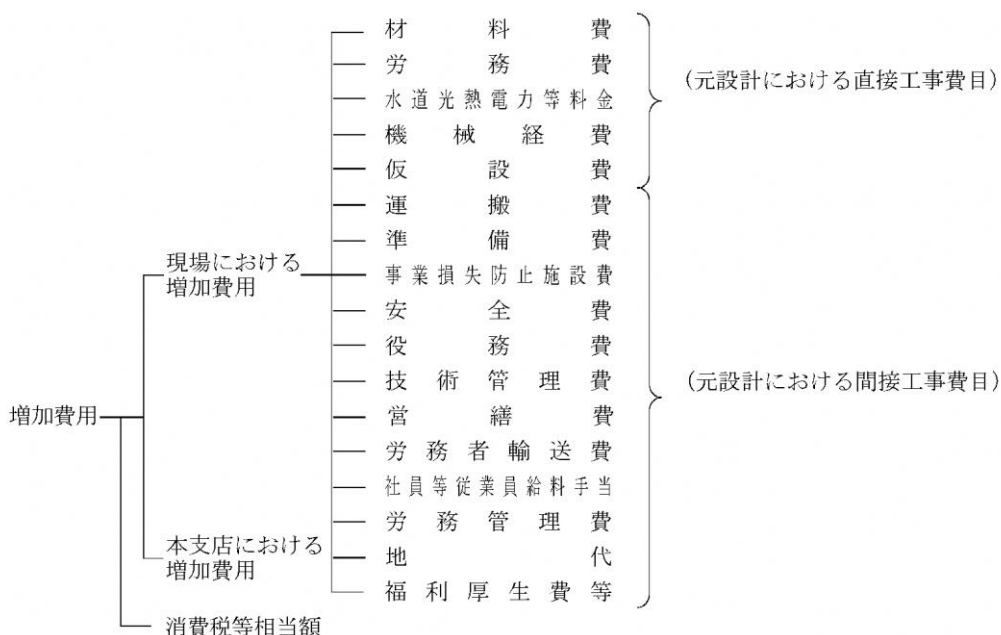 材料費
労務費
(元設計における直接工事費目)
水道光熱電力等料金
機械経費
仮設費
運搬費
準備費
現場における
増加費用
事業損失防止施設費
安全費
役務費
技術管理費
(元設計における間接工事費目)
増加費用
営繕費
労務者輸送費
社員等従業員給料手当
労務管理費
本支店における
増加費用
地代
福利厚生費等
消費税等相当額